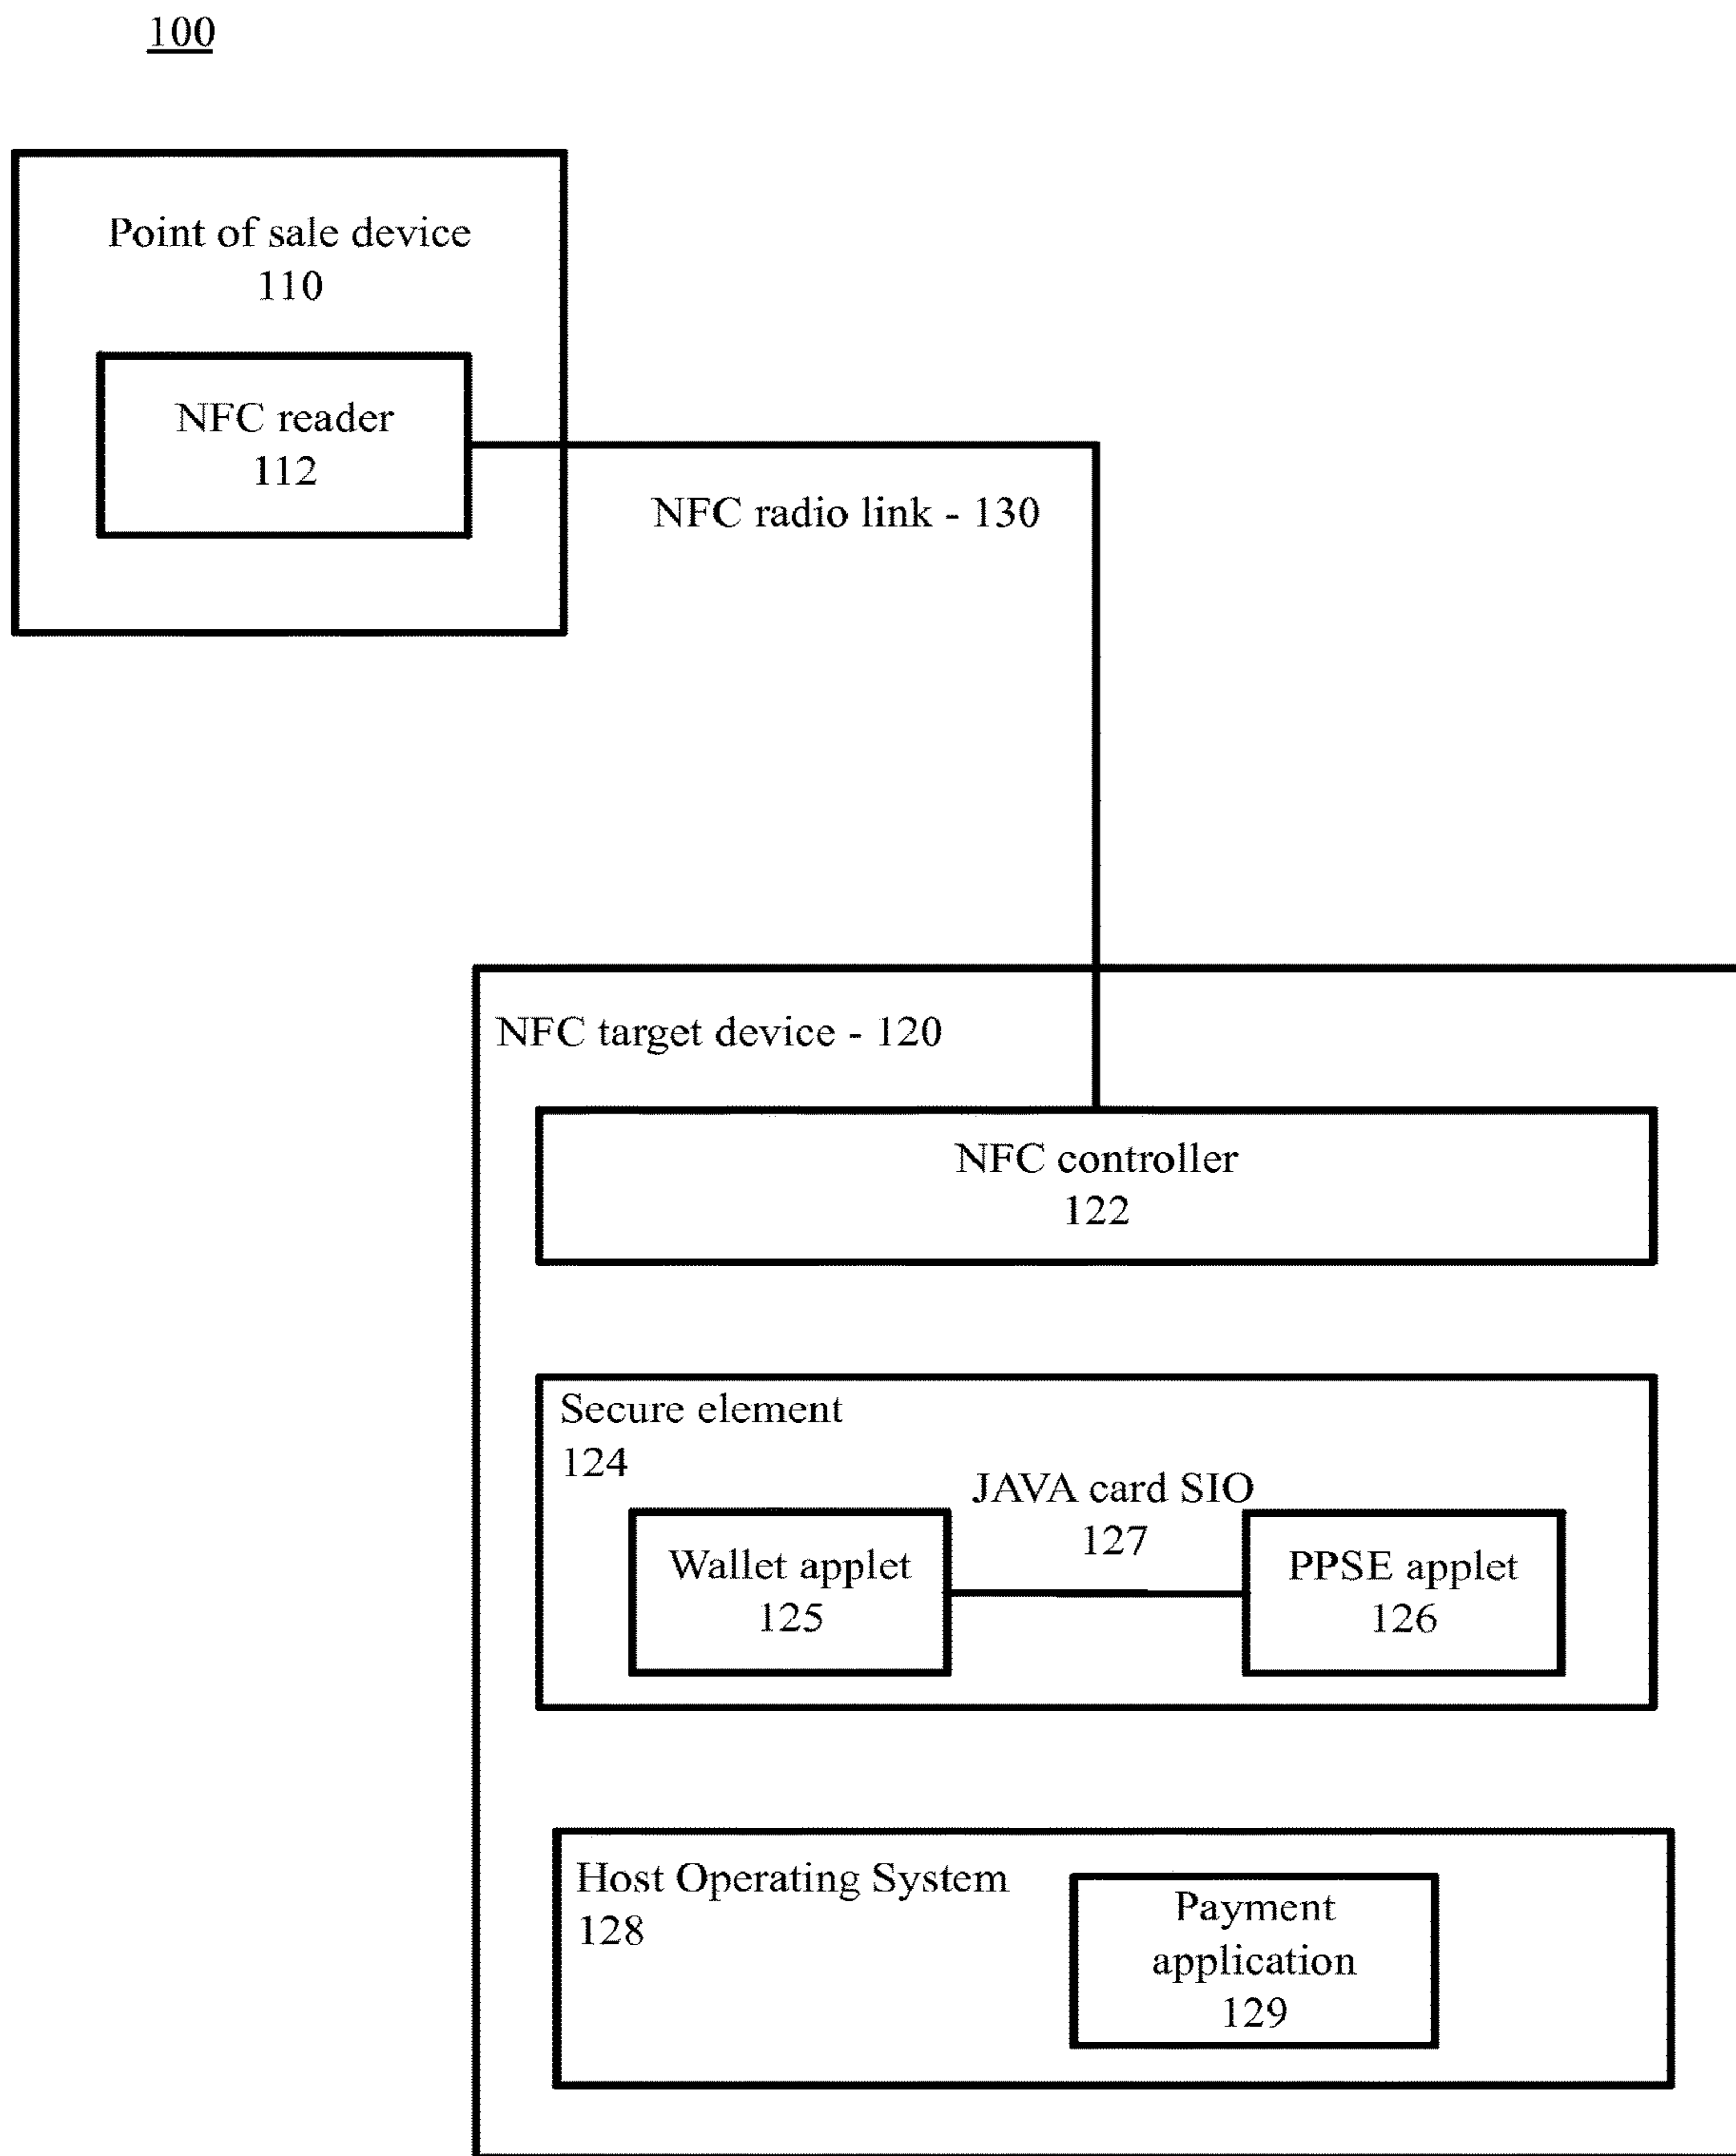 100
Point of sale device
110
NFC reader
112
NFC radio link - 130
NFC target device - 120
NFC controller
122
Secure element
124
JAVA card SIO
127
Wallet applet
125
PPSE applet
126
Host Operating System
128
Payment
application
129